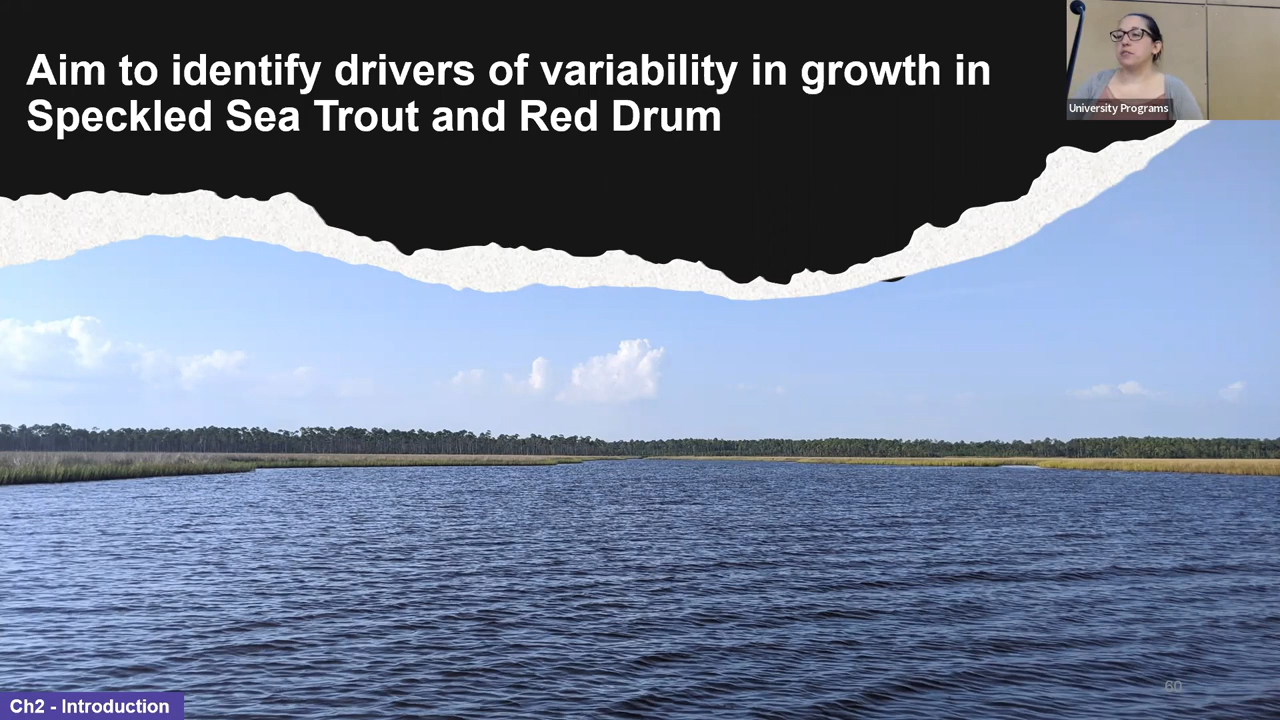 Aim to identify drivers of variability in growth in
Speckled Sea Trout and Red Drum
University Programs
Ch2 - Introduction
60